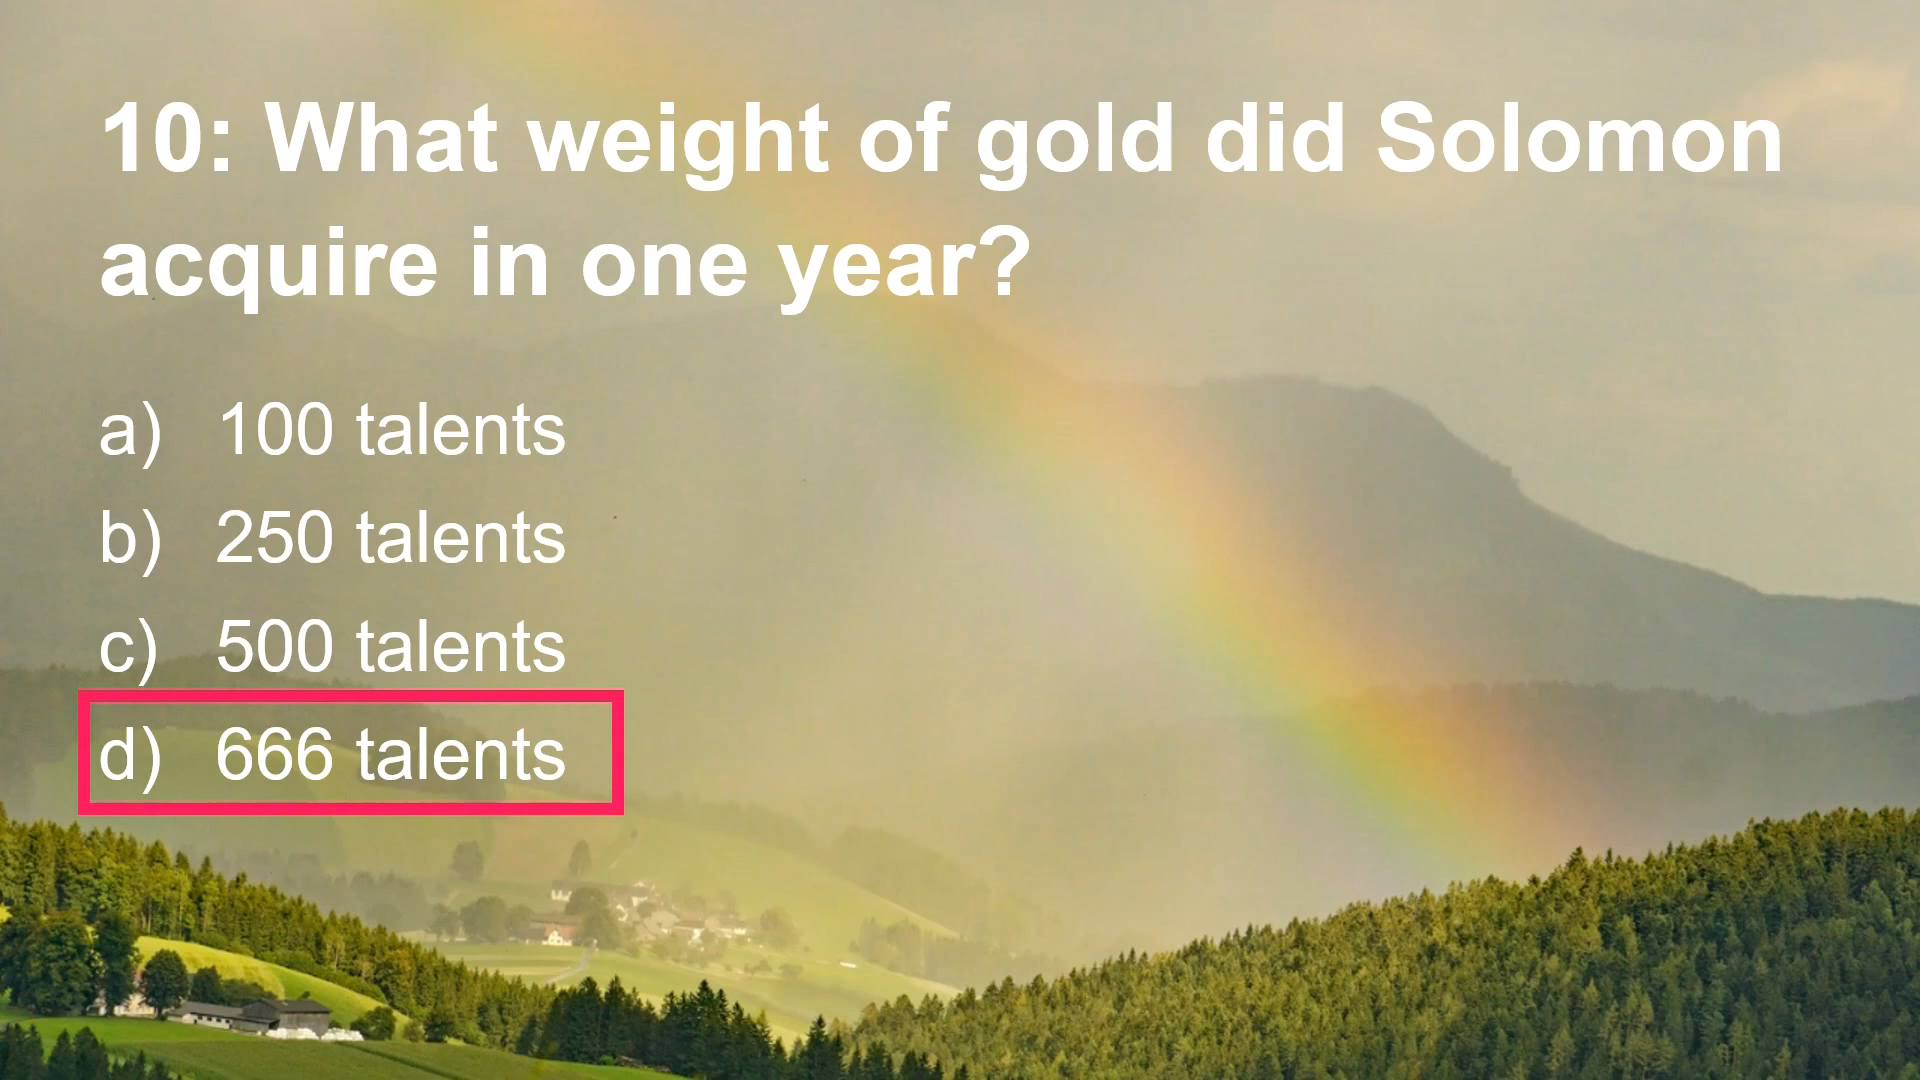 10: What weight of gold did Solomon
acquire in one year?
a) 100 talents
b) 250 talents
c) 500 talents
d) 666 talents